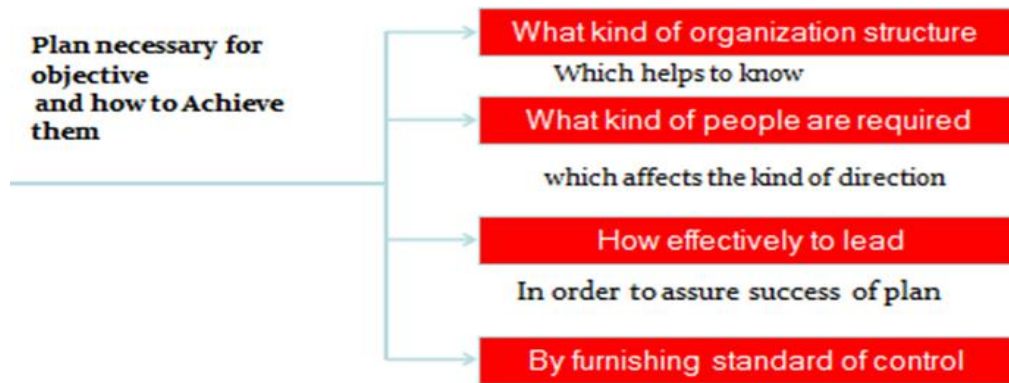 Plan necessary for
objective
and how to Achieve
them
What kind of organization structure
Which helps to know
What kind of people are required
which affects the kind of direction
How effectively to lead
In order to assure success of plan
By furnishing standard of control